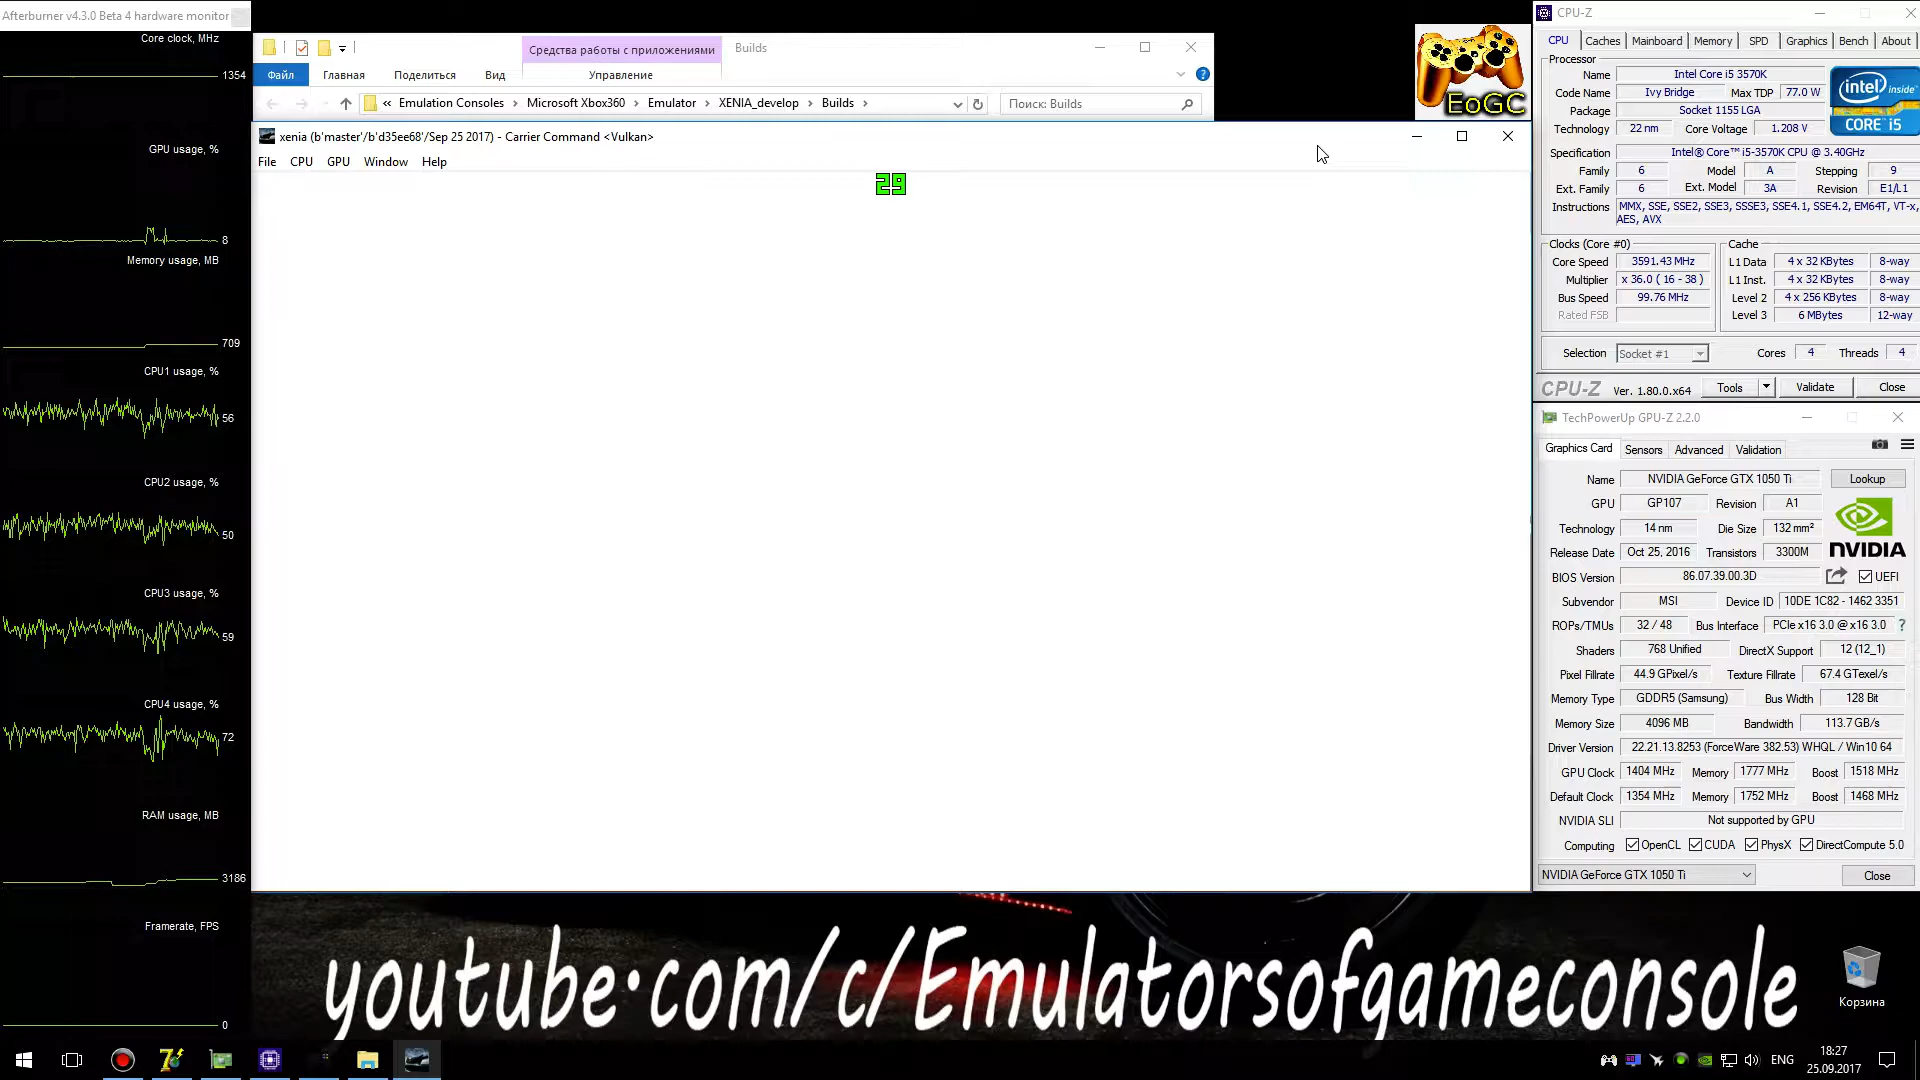 Afterburner v4.3.0 Beta 4 hardware monitor
Core clock, MHz
1354
GPU usage, %
8
Memory usage, MB
709
CPU1 usage, %
56
CPU2 usage, %
50
CPU3 usage, %
59
CPU4 usage, %
72
RAM usage, MB
3186
Framerate, FPS
0
Средства работы с приложениями
Builds
Файл Главная Поделиться Вид Управление
« Emulation Consoles > Microsoft Xbox360 > Emulator > XENIA_develop > Builds >
Поиск: Builds
EoGC
xenia (b'master'/b'd35ee68'/Sep 25 2017) - Carrier Command <Vulkan>
File CPU GPU Window Help
29
CPU-Z
CPU Caches Mainboard Memory SPD Graphics Bench About
Processor
Name Intel Core i5 3570K
Code Name Ivy Bridge Max TDP 77.0 W
Package Socket 1155 LGA
Technology 22 nm Core Voltage 1.208 V
intel inside™
CORE™ i5
Specification Intel® Core™ i5-3570K CPU @ 3.40GHz
Family 6 Model A Stepping 9
Ext. Family 6 Ext. Model 3A Revision E1/L1
Instructions MMX, SSE, SSE2, SSE3, SSSE3, SSE4.1, SSE4.2, EM64T, VT-x,
AES, AVX
Clocks (Core #0)
Core Speed 3591.43 MHz
Multiplier x 36.0 ( 16 - 38 )
Bus Speed 99.76 MHz
Rated FSB
Cache
L1 Data 4 x 32 KBytes 8-way
L1 Inst. 4 x 32 KBytes 8-way
Level 2 4 x 256 KBytes 8-way
Level 3 6 MBytes 12-way
Selection Socket #1 Cores 4 Threads 4
CPU-Z Ver. 1.80.0.x64 Tools Validate Close
TechPowerUp GPU-Z 2.2.0
Graphics Card Sensors Advanced Validation
Name NVIDIA GeForce GTX 1050 Ti Lookup
GPU GP107 Revision A1
Technology 14 nm Die Size 132 mm²
Release Date Oct 25, 2016 Transistors 3300M
NVIDIA
BIOS Version 86.07.39.00.3D UEFI
Subvendor MSI Device ID 10DE 1C82 - 1462 3351
ROPs/TMUs 32 / 48 Bus Interface PCIe x16 3.0 @ x16 3.0 ?
Shaders 768 Unified DirectX Support 12 (12_1)
Pixel Fillrate 44.9 GPixel/s Texture Fillrate 67.4 GTexel/s
Memory Type GDDR5 (Samsung) Bus Width 128 Bit
Memory Size 4096 MB Bandwidth 113.7 GB/s
Driver Version 22.21.13.8253 (ForceWare 382.53) WHQL / Win10 64
GPU Clock 1404 MHz Memory 1777 MHz Boost 1518 MHz
Default Clock 1354 MHz Memory 1752 MHz Boost 1468 MHz
NVIDIA SLI Not supported by GPU
Computing OpenCL CUDA PhysX DirectCompute 5.0
NVIDIA GeForce GTX 1050 Ti Close
youtube.com/c/Emulatorsofgameconsole
Корзина
ENG
18:27
25.09.2017